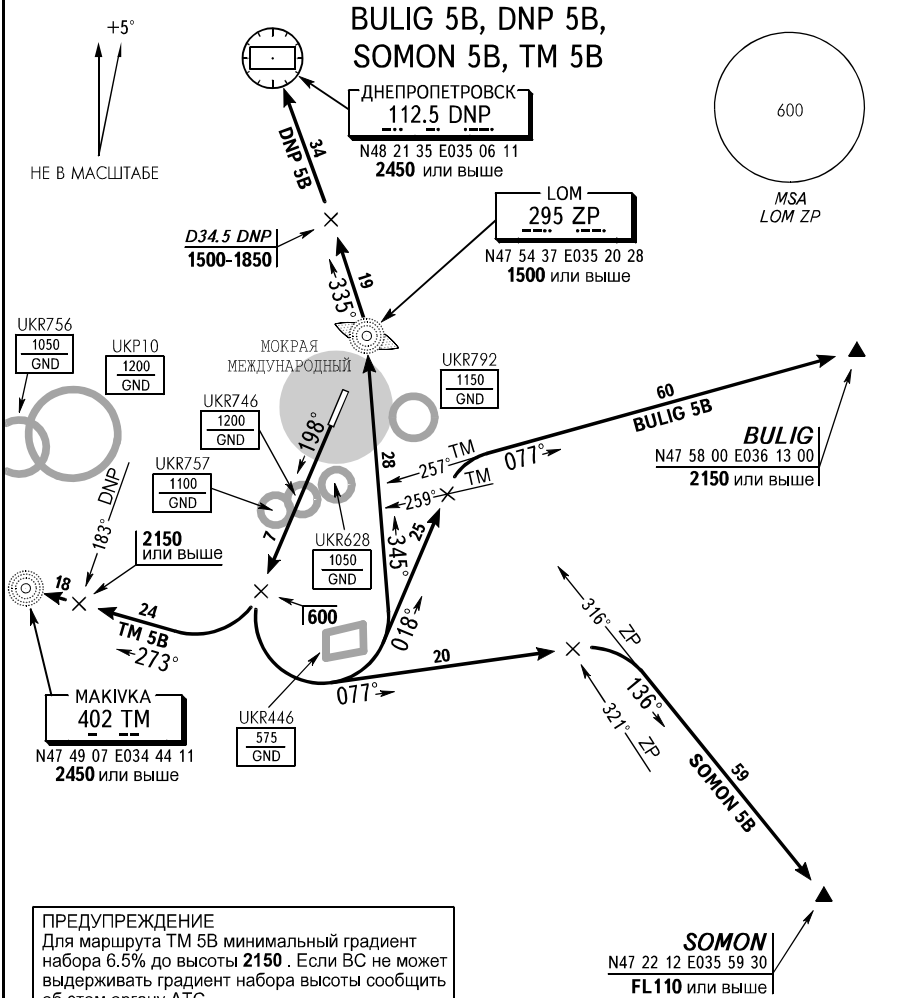 BULIG 5B, DNP 5B,
SOMON 5B, TM 5B
+5°
НЕ В МАСШТАБЕ
ДНЕПРОПЕТРОВСК
112.5 DNP
N48 21 35 E035 06 11
2450 или выше
600
MSA
LOM ZP
34
DNP 5B
LOM
295 ZP
N47 54 37 E035 20 28
1500 или выше
D34.5 DNP
1500-1850
19
335°
UKR756
1050
GND
UKP10
1200
GND
МОКРАЯ
МЕЖДУНАРОДНЫЙ
UKR792
1150
GND
UKR746
1200
GND
198°
60
BULIG 5B
BULIG
N47 58 00 E036 13 00
2150 или выше
UKR757
1100
GND
28
257° TM
077°
259° TM
183° DNP
2150
или выше
7
UKR628
1050
GND
345°
25
18
24
TM 5B
273°
600
018°
316° ZP
20
077°
136°
321° ZP
MAKIVKA
402 TM
N47 49 07 E034 44 11
2450 или выше
UKR446
575
GND
59
SOMON 5B
ПРЕДУПРЕЖДЕНИЕ
Для маршрута TM 5B минимальный градиент
набора 6.5% до высоты 2150 . Если ВС не может
выдерживать градиент набора высоты сообщить
об этом органу АТС
SOMON
N47 22 12 E035 59 30
FL110 или выше